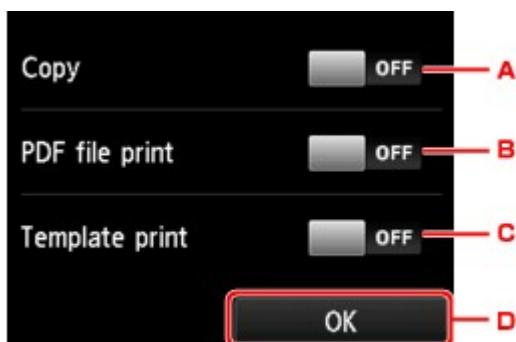 Copy OFF A
PDF file print OFF B
Template print OFF C
OK D